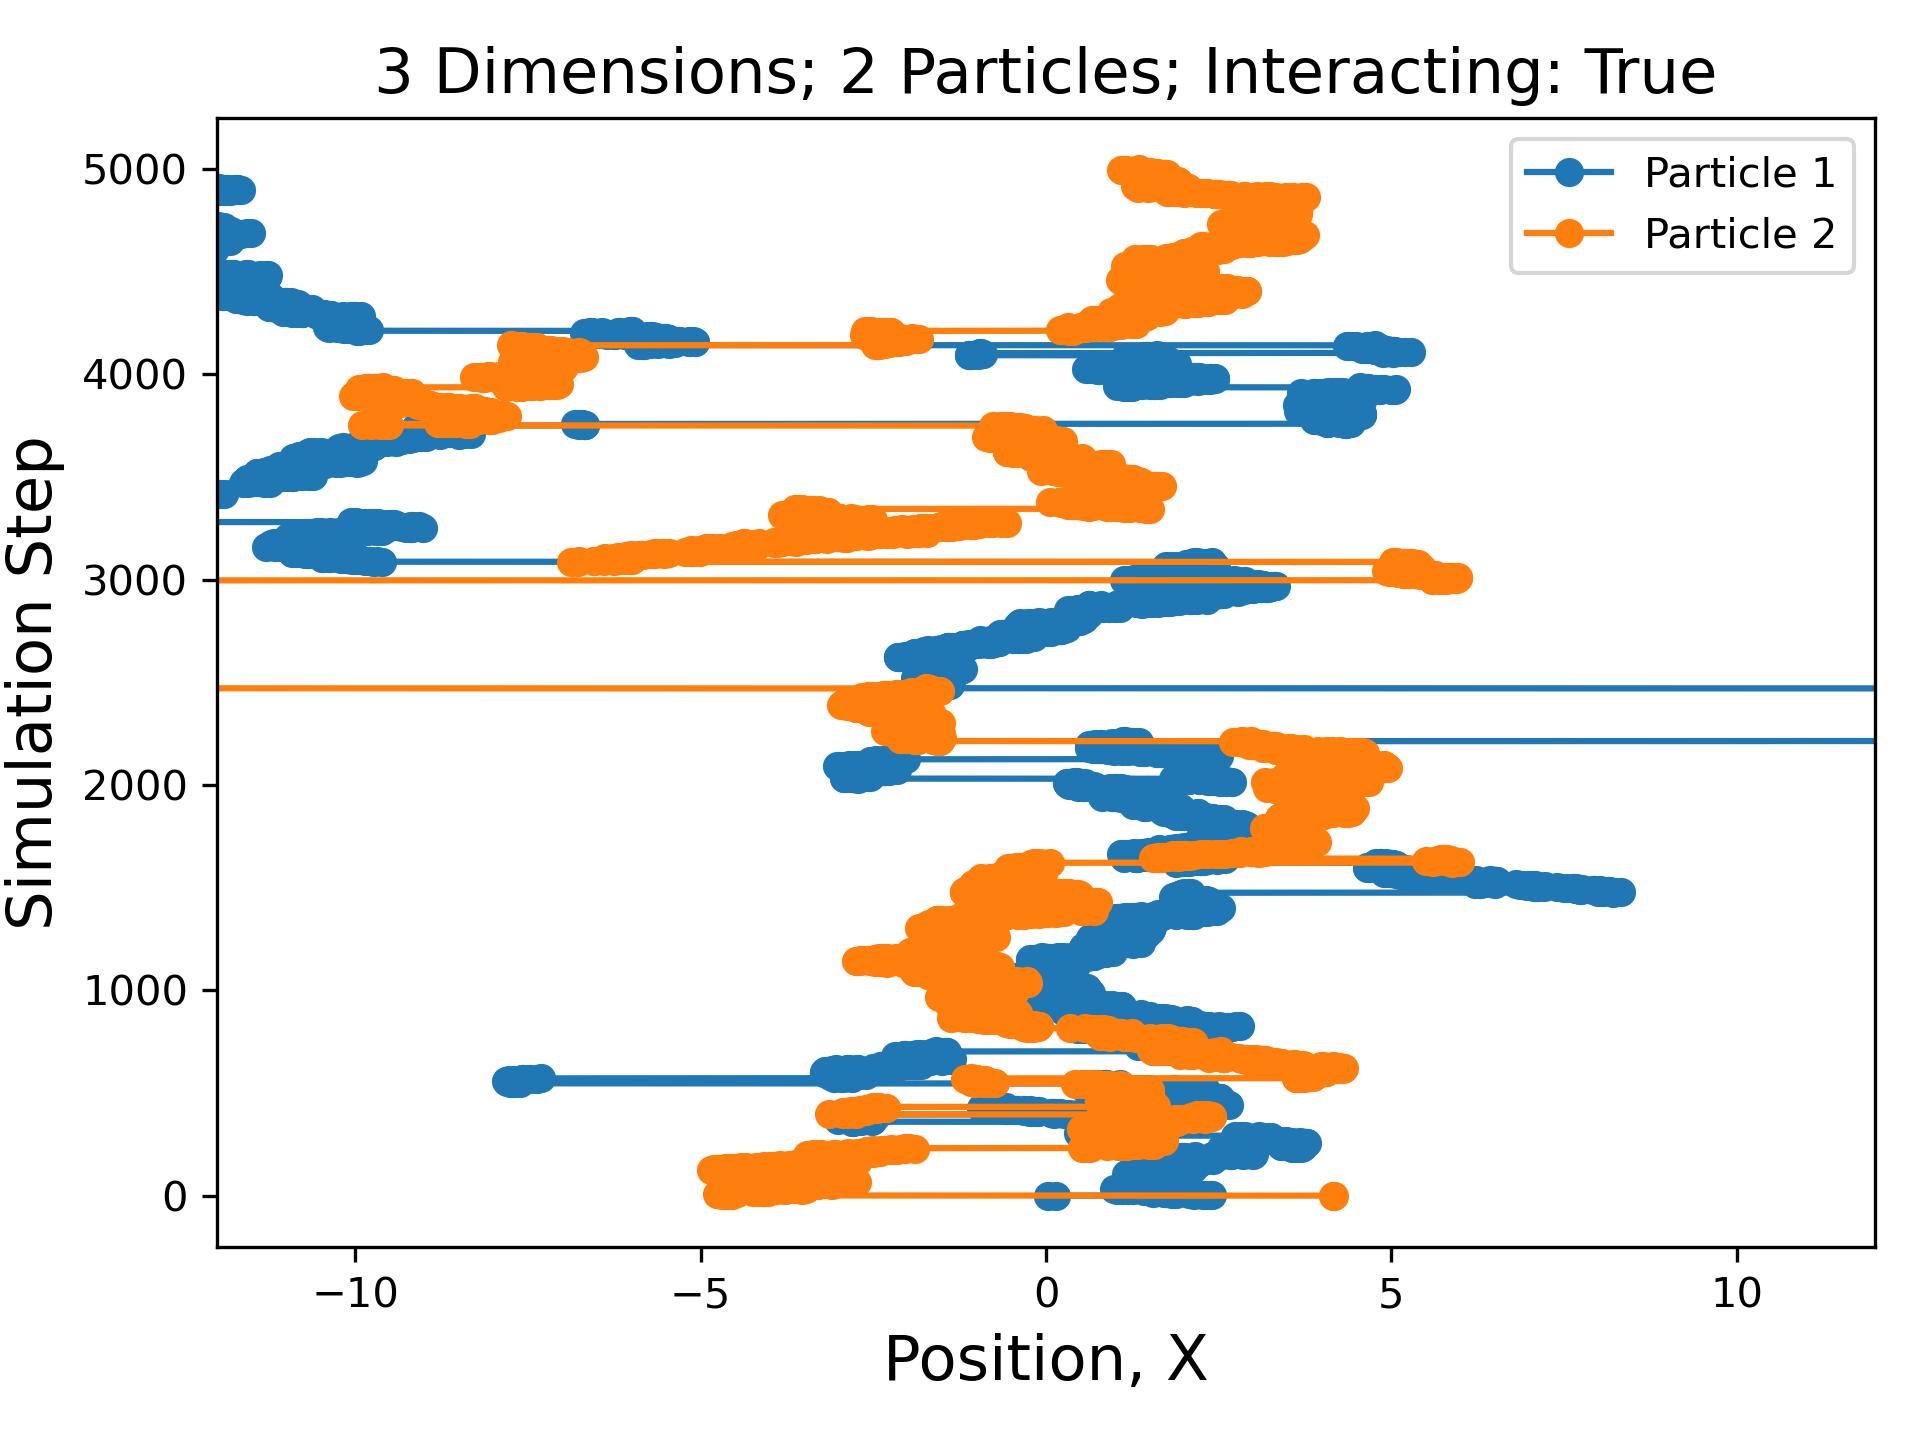 3 Dimensions; 2 Particles; Interacting: True
Particle 1
Particle 2
5000
4000
3000
2000
1000
0
Simulation Step
−10
−5
0
5
10
Position, X